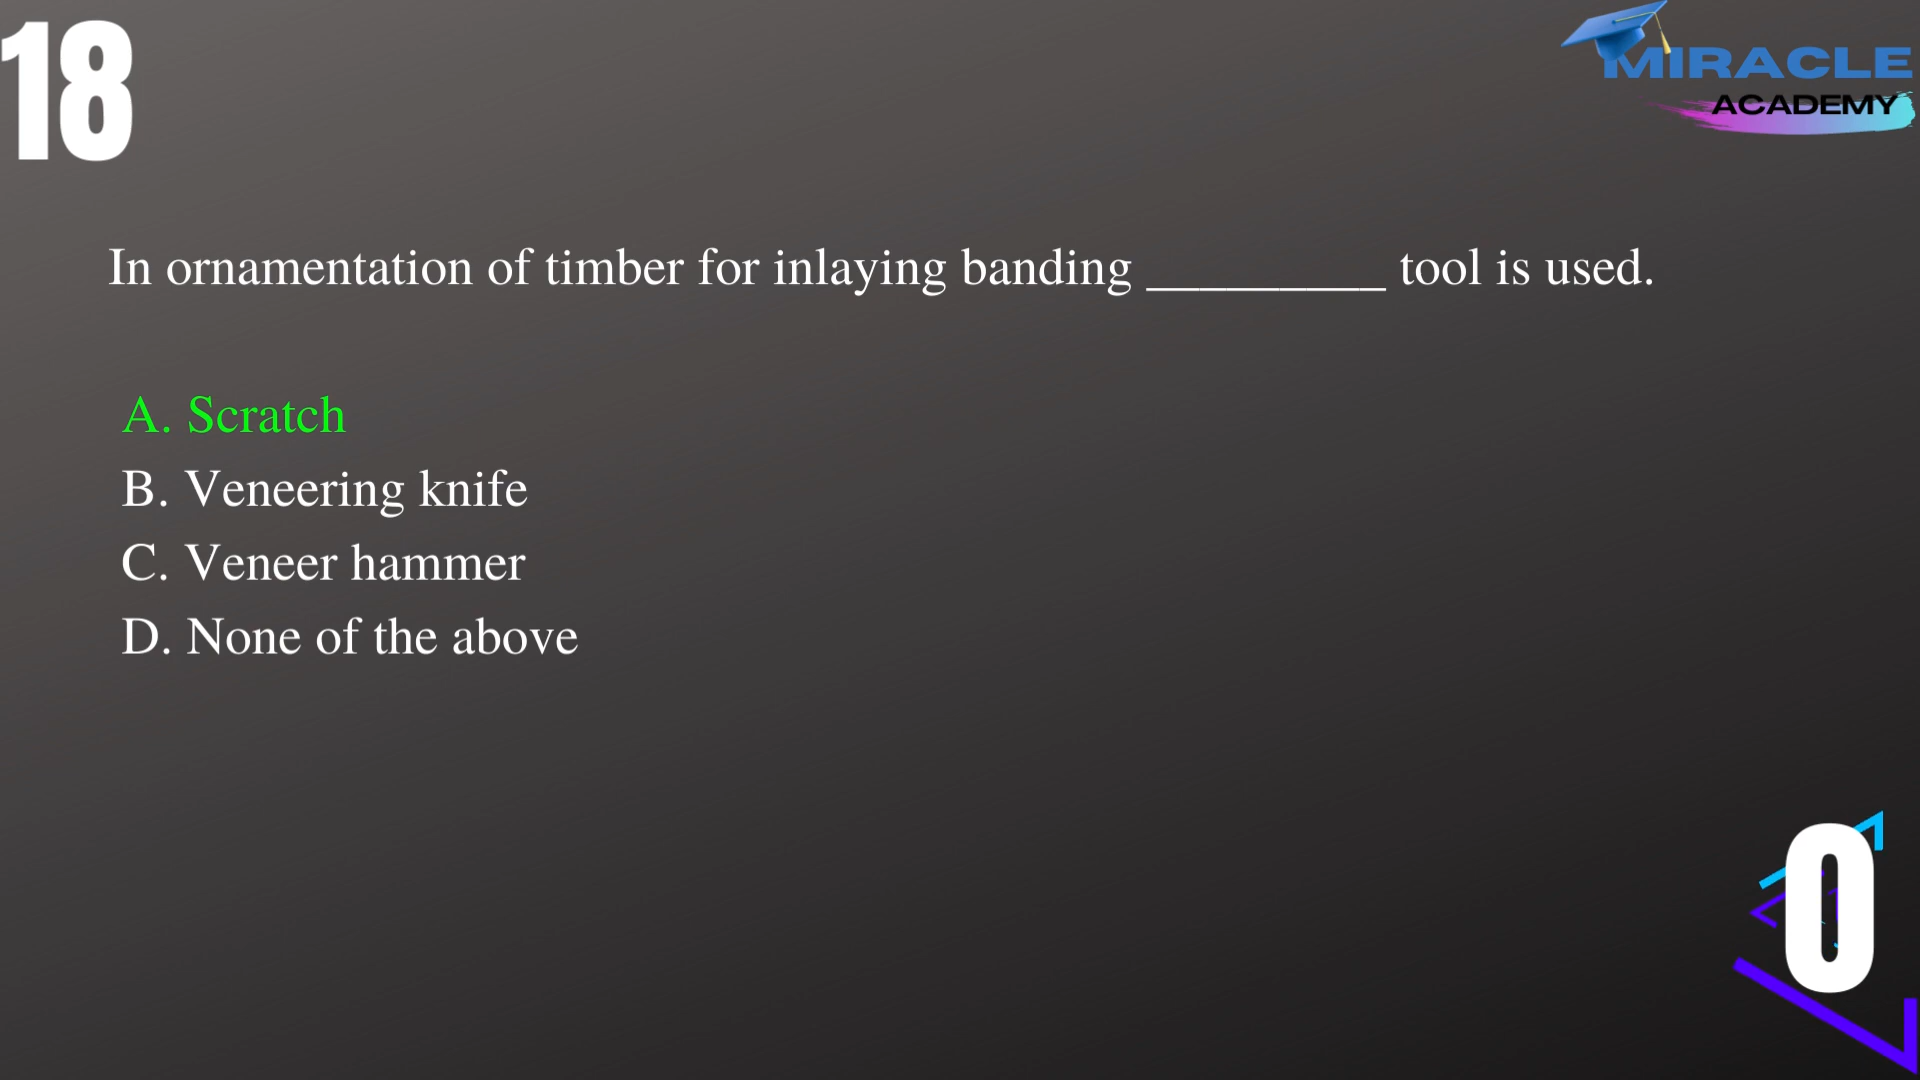 18
MIRACLE
ACADEMY
In ornamentation of timber for inlaying banding _________ tool is used.
A. Scratch
B. Veneering knife
C. Veneer hammer
D. None of the above
0